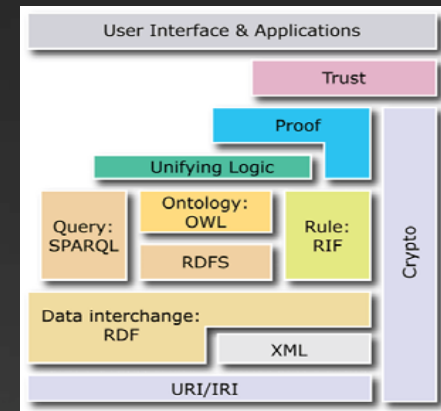 User Interface & Applications
Trust
Proof
Unifying Logic
Query:
SPARQL
Ontology:
OWL
RDFS
Rule:
RIF
Crypto
Data interchange:
RDF
XML
URI/IRI